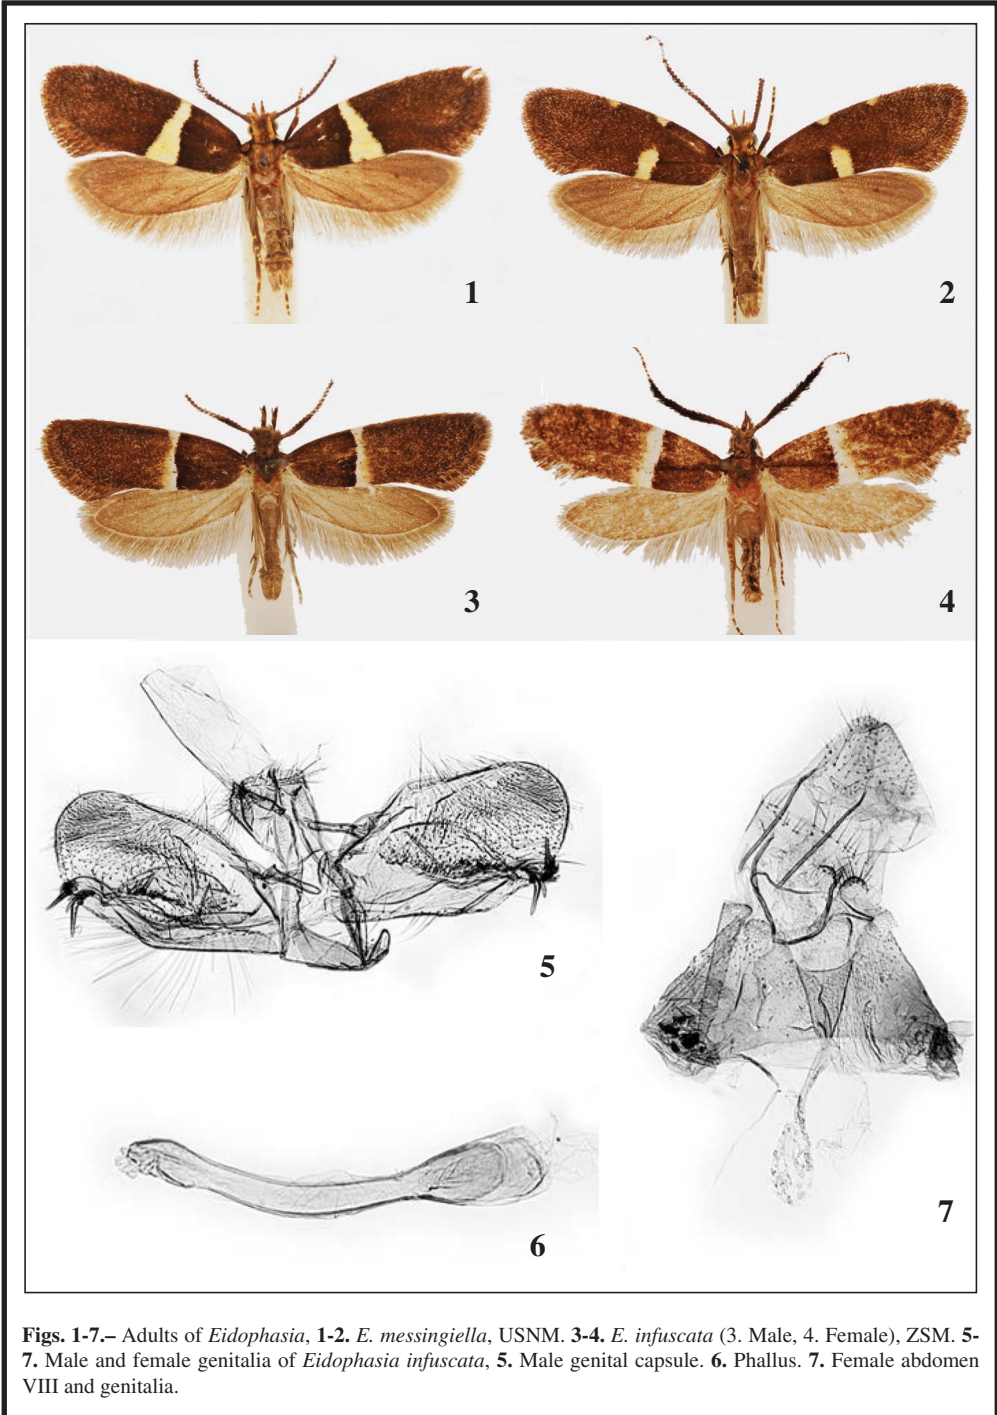 1
2
3
4
5
6
7
Figs. 1-7.– Adults of Eidophasia, 1-2. E. messingiella, USNM. 3-4. E. infuscata (3. Male, 4. Female), ZSM. 5-
7. Male and female genitalia of Eidophasia infuscata, 5. Male genital capsule. 6. Phallus. 7. Female abdomen
VIII and genitalia.